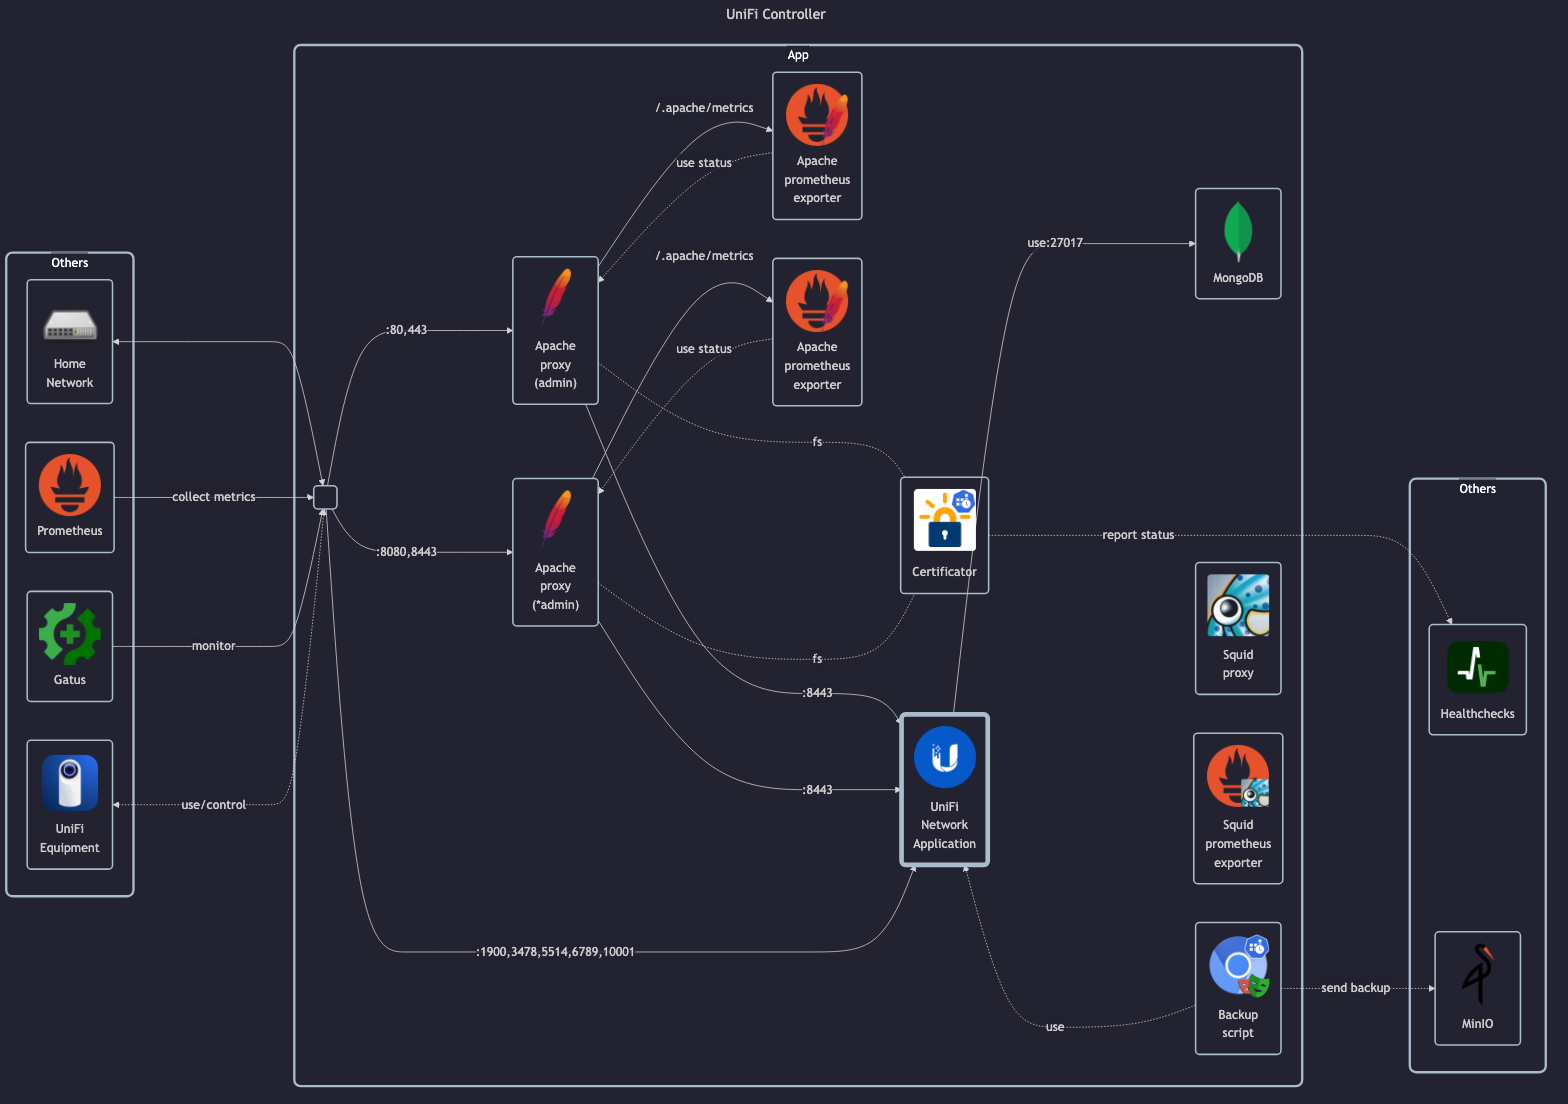 UniFi Controller
App
/.apache/metrics
use status
Apache
prometheus
exporter
use:27017
MongoDB
Others
Home
Network
Prometheus
Gatus
UniFi
Equipment
collect metrics
monitor
use/control
:80,443
:8080,8443
Apache
proxy
(admin)
/.apache/metrics
use status
Apache
prometheus
exporter
fs
Apache
proxy
(*admin)
fs
Certificator
report status
:8443
:8443
UniFi
Network
Application
:1900,3478,5514,6789,10001
Squid
proxy
Squid
prometheus
exporter
Backup
script
use
send backup
Others
Healthchecks
MinIO